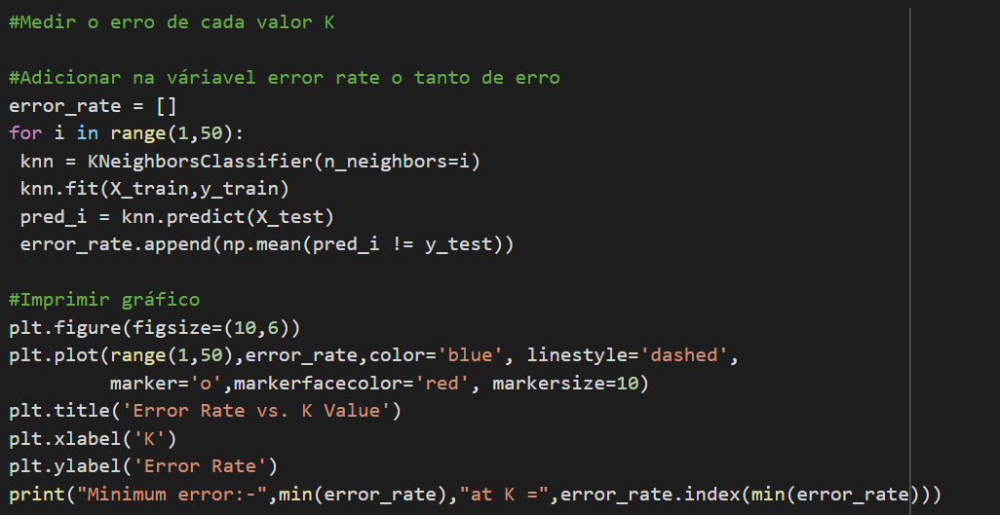 #Medir o erro de cada valor K
#Adicionar na váriavel error rate o tanto de erro
error_rate = []
for i in range(1,50):
 knn = KNeighborsClassifier(n_neighbors=i)
 knn.fit(X_train,y_train)
 pred_i = knn.predict(X_test)
 error_rate.append(np.mean(pred_i != y_test))
#Imprimir gráfico
plt.figure(figsize=(10,6))
plt.plot(range(1,50),error_rate,color='blue', linestyle='dashed',
         marker='o',markerfacecolor='red', markersize=10)
plt.title('Error Rate vs. K Value')
plt.xlabel('K')
plt.ylabel('Error Rate')
print("Minimum error:-",min(error_rate),"at K =",error_rate.index(min(error_rate)))